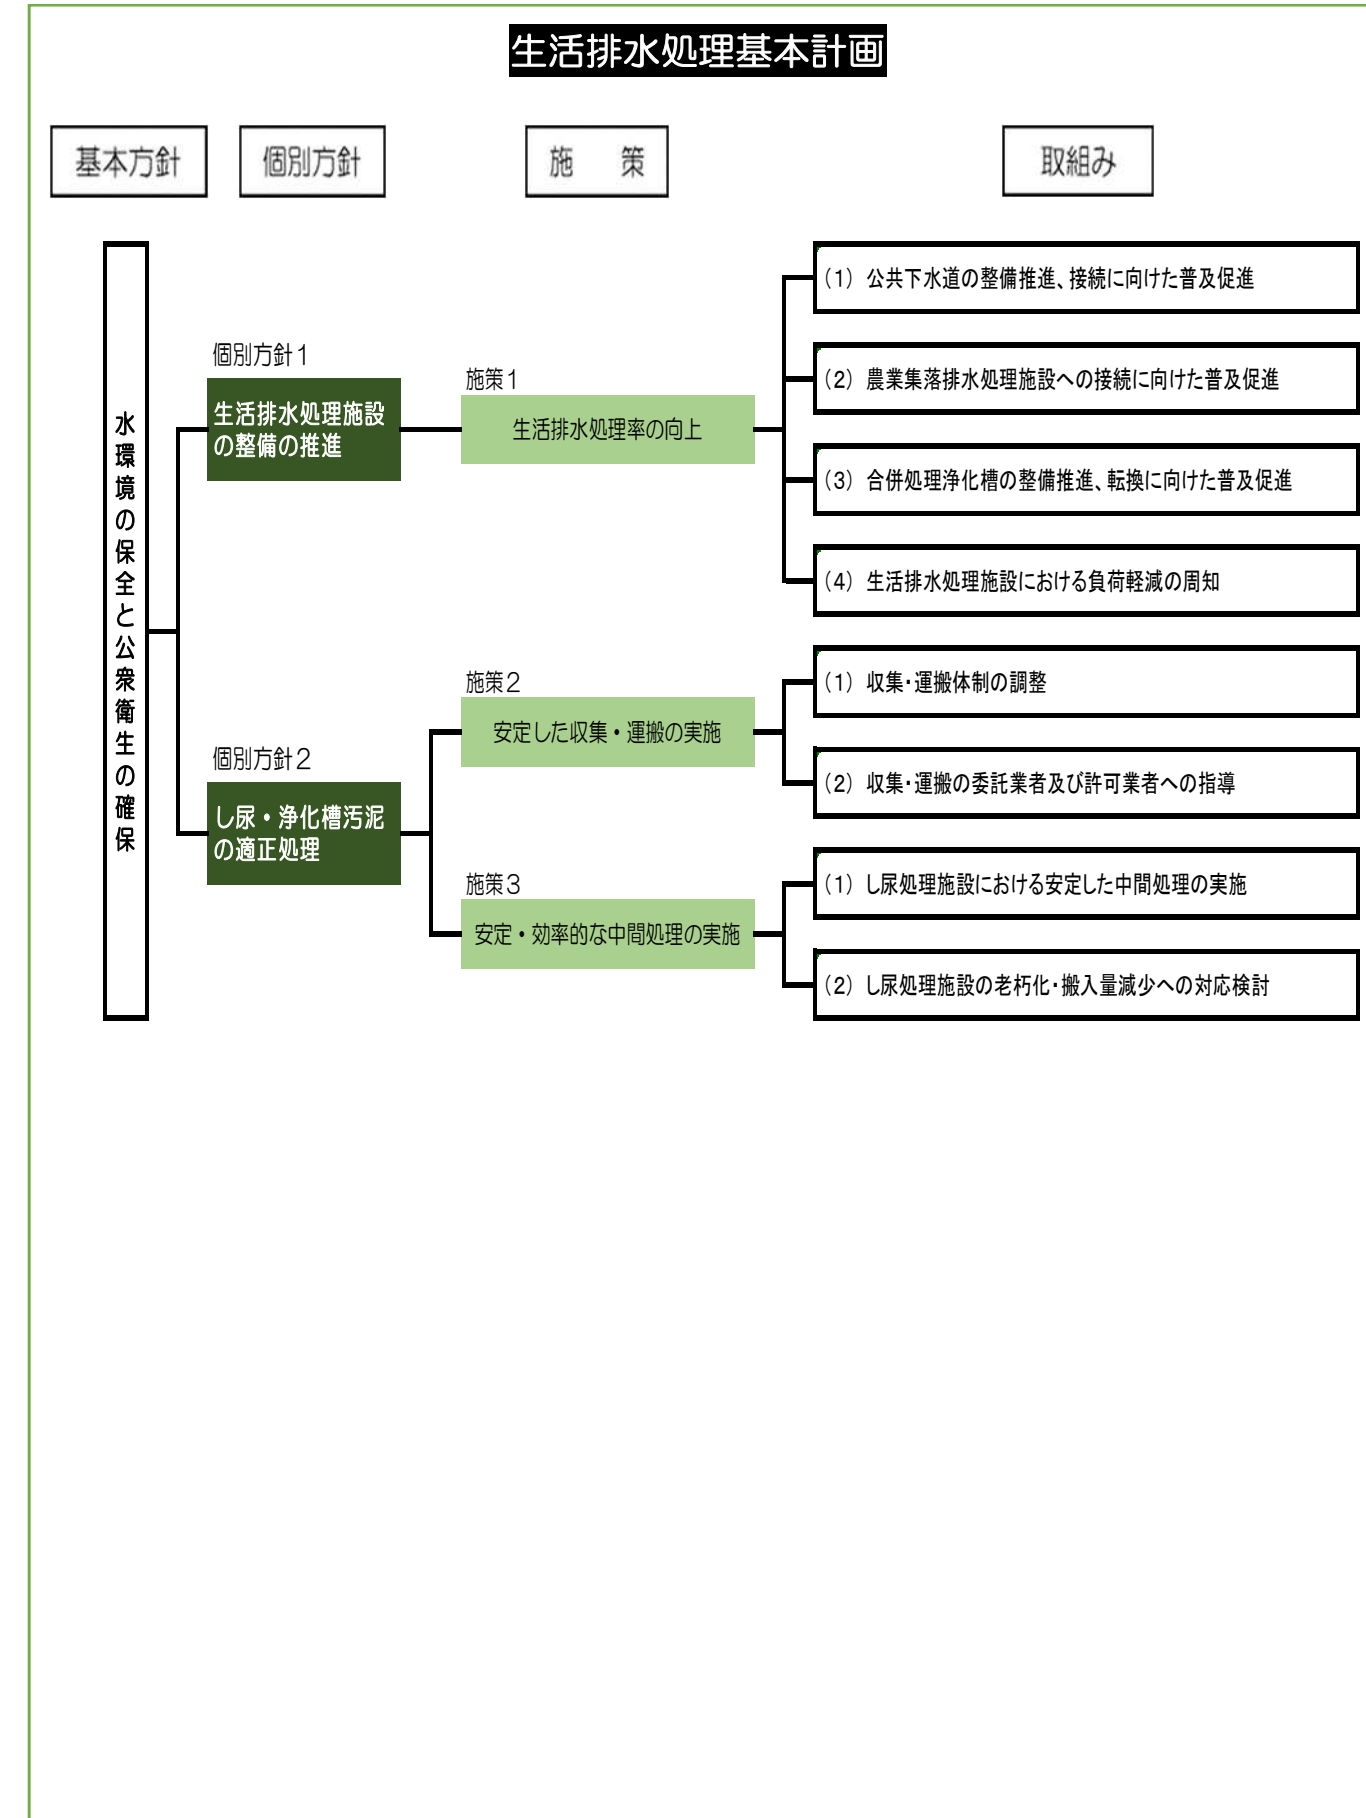 生活排水処理基本計画
基本方針
個別方針
施　策
取組み
水環境の保全と公衆衛生の確保
個別方針1
生活排水処理施設
の整備の推進
施策1
生活排水処理率の向上
(1) 公共下水道の整備推進、接続に向けた普及促進
(2) 農業集落排水処理施設への接続に向けた普及促進
(3) 合併処理浄化槽の整備推進、転換に向けた普及促進
(4) 生活排水処理施設における負荷軽減の周知
個別方針2
し尿・浄化槽汚泥
の適正処理
施策2
安定した収集・運搬の実施
(1) 収集・運搬体制の調整
(2) 収集・運搬の委託業者及び許可業者への指導
施策3
安定・効率的な中間処理の実施
(1) し尿処理施設における安定した中間処理の実施
(2) し尿処理施設の老朽化・搬入量減少への対応検討